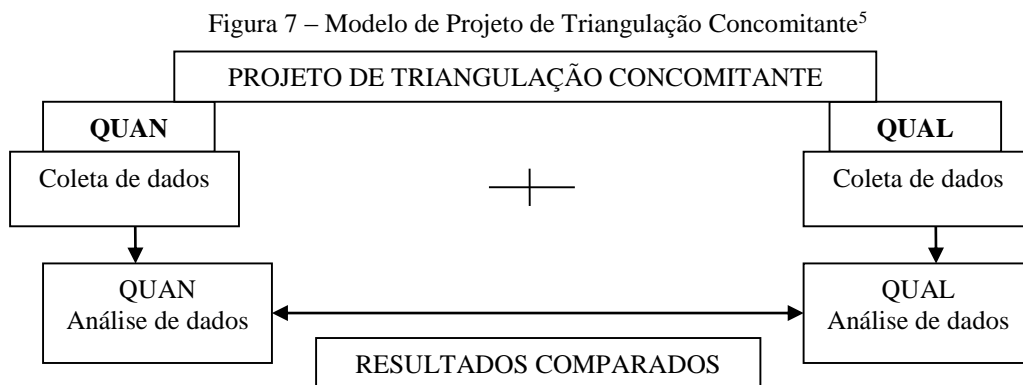 Figura 7 – Modelo de Projeto de Triangulação Concomitante⁵
PROJETO DE TRIANGULAÇÃO CONCOMITANTE
QUAN
QUAL
Coleta de dados
Coleta de dados
QUAN
Análise de dados
QUAL
Análise de dados
RESULTADOS COMPARADOS